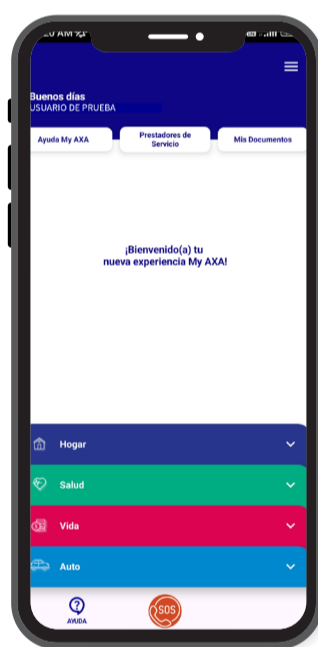 Buenos días
USUARIO DE PRUEBA
Ayuda My AXA
Prestadores de
Servicio
Mis Documentos
¡Bienvenido(a) tu
nueva experiencia My AXA!
Hogar
Salud
Vida
Auto
SOS
AYUDA